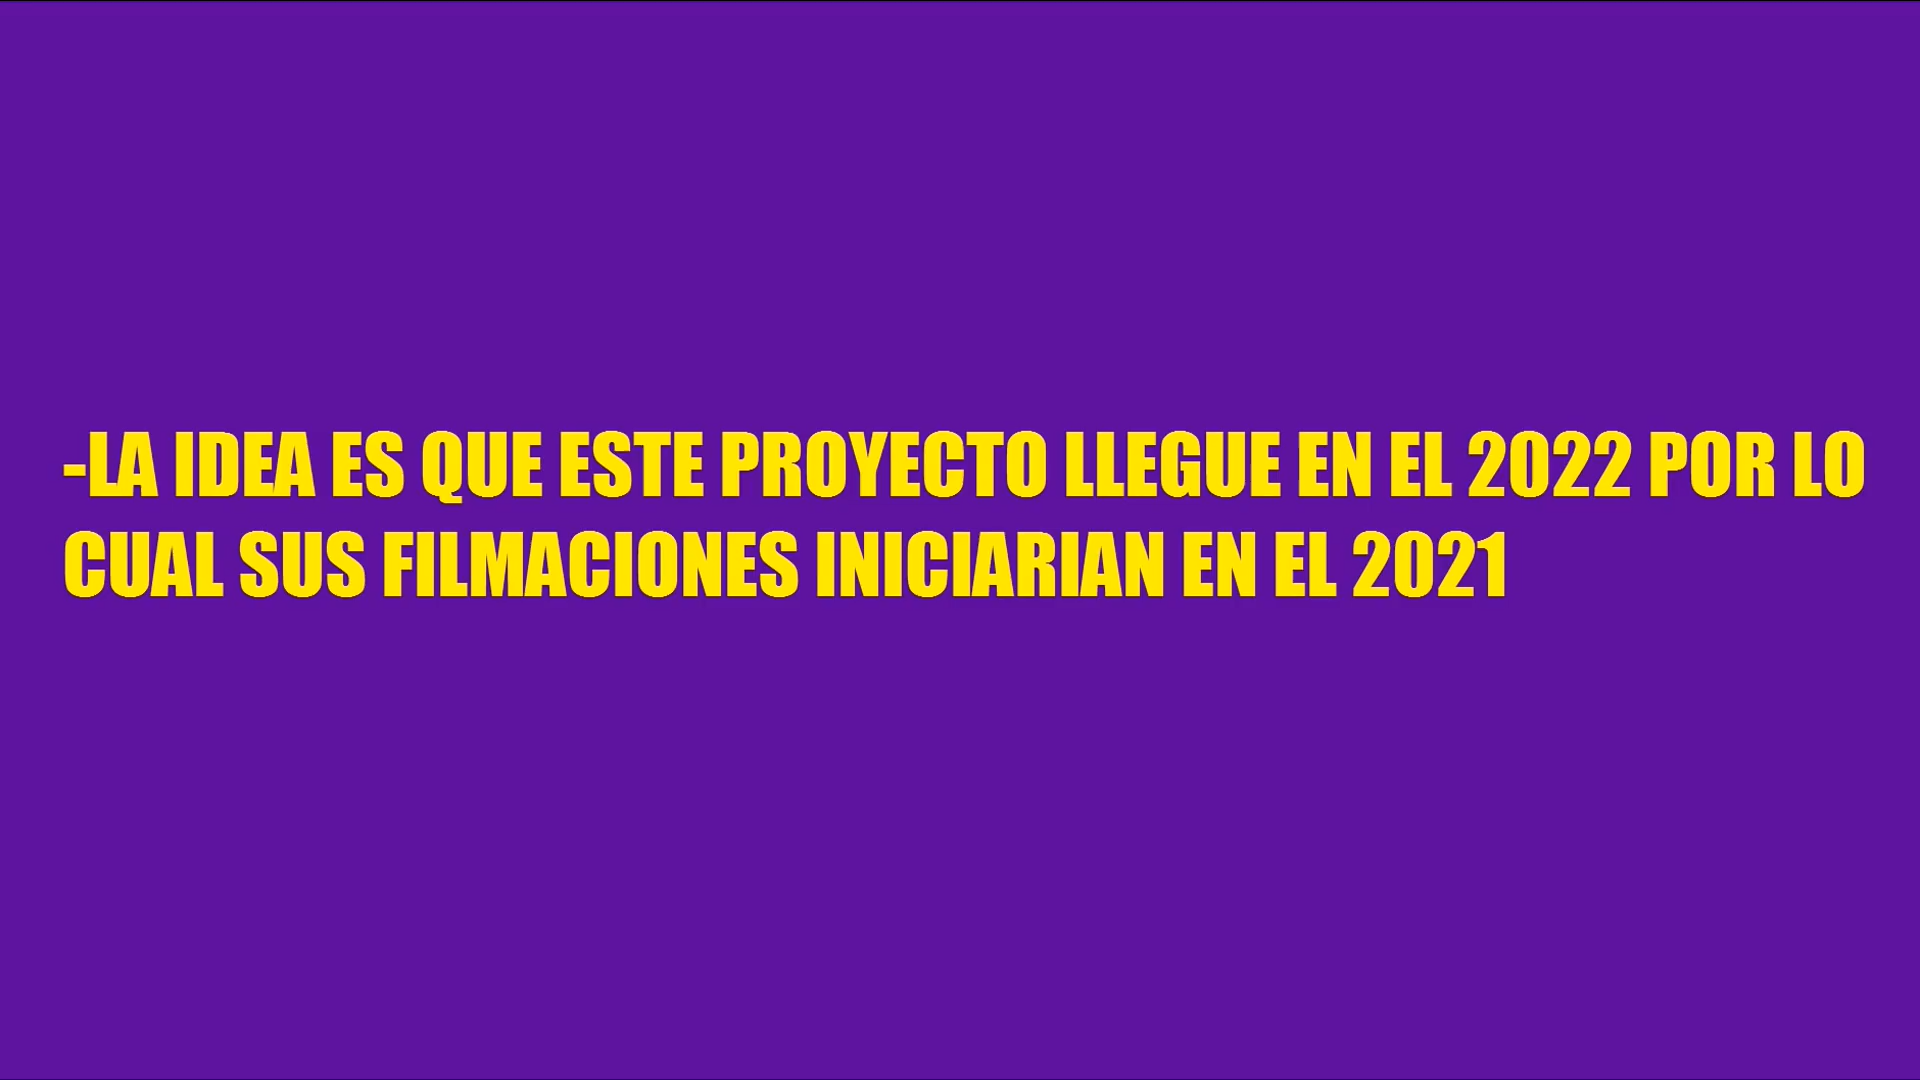 -LA IDEA ES QUE ESTE PROYECTO LLEGUE EN EL 2022 POR LO
CUAL SUS FILMACIONES INICIARIAN EN EL 2021